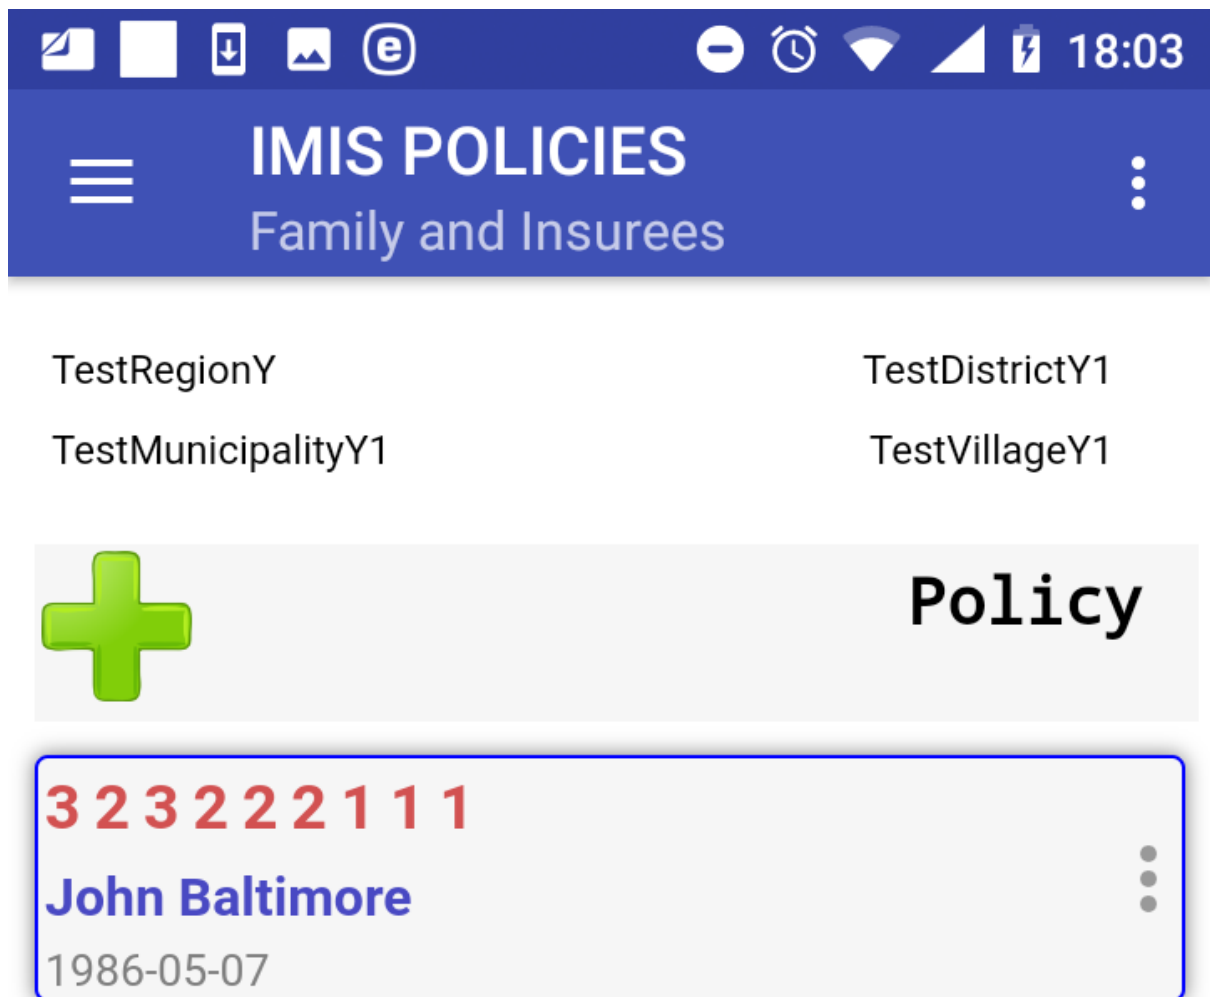 18:03
IMIS POLICIES
Family and Insurees
TestRegionY TestDistrictY1
TestMunicipalityY1 TestVillageY1
Policy
3 2 3 2 2 2 1 1 1
John Baltimore
1986-05-07